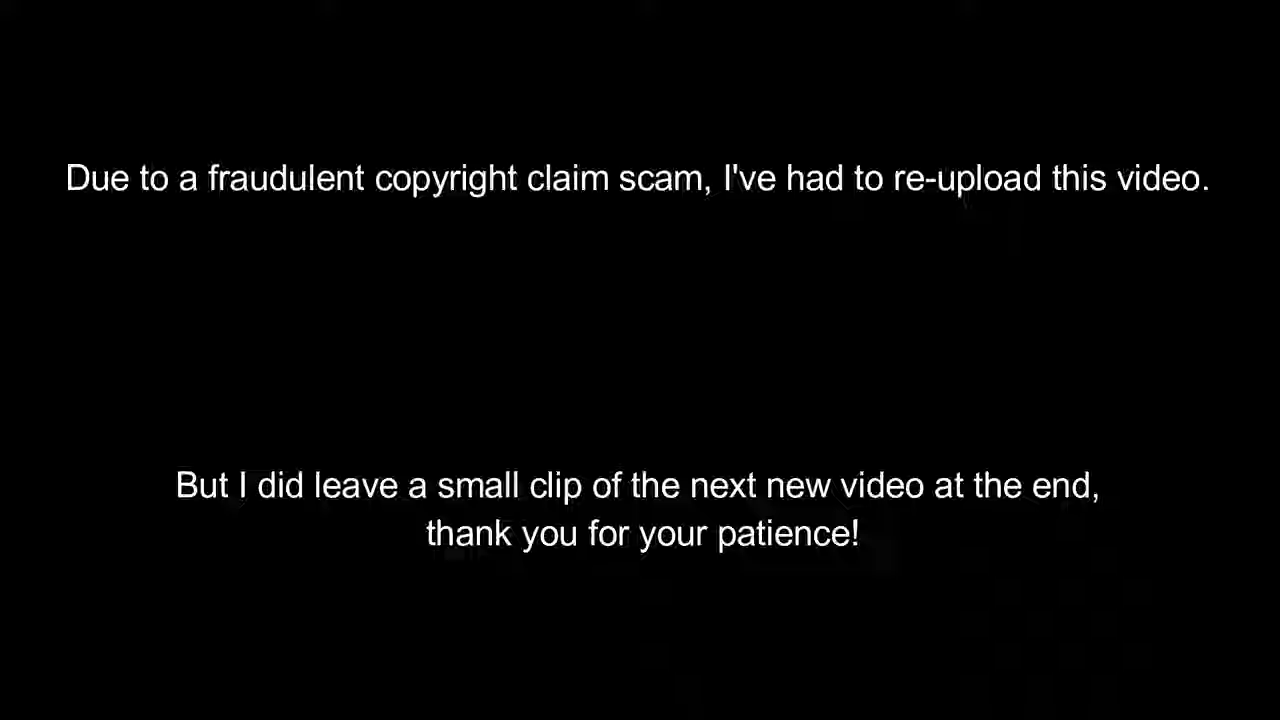 Due to a fraudulent copyright claim scam, I've had to re-upload this video.
But I did leave a small clip of the next new video at the end,
thank you for your patience!